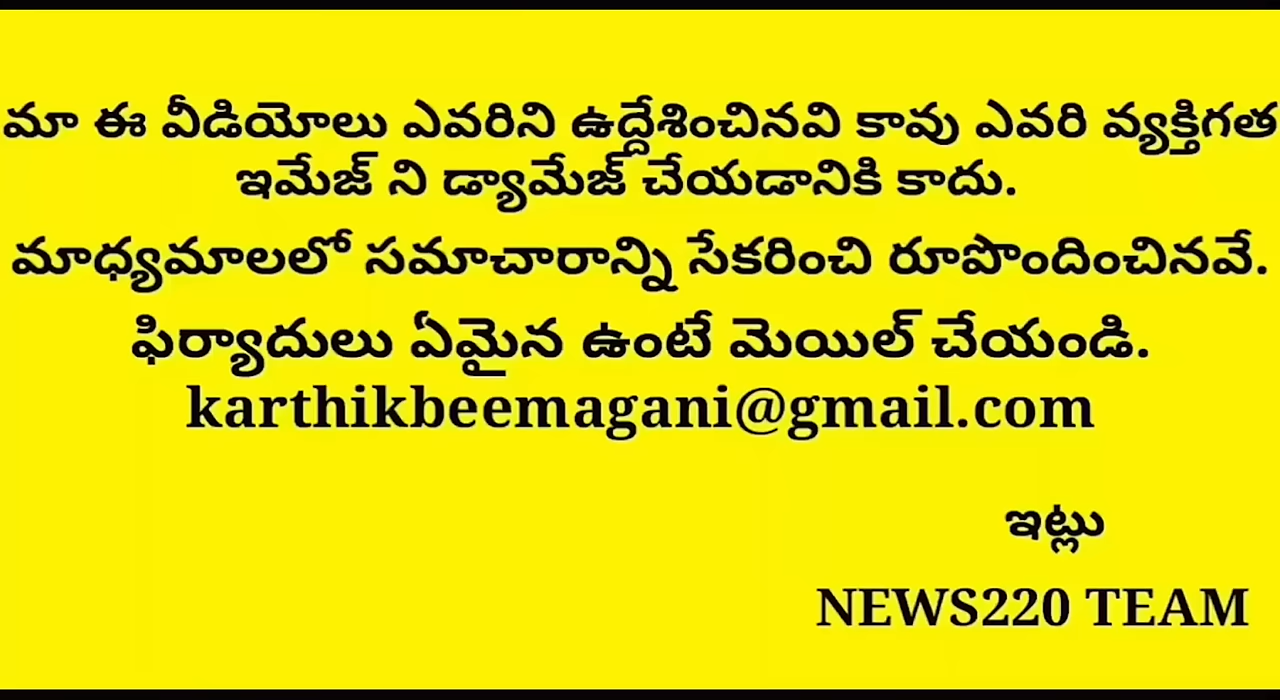 మా ఈ వీడియోలు ఎవరిని ఉద్దేశించినవి కావు ఎవరి వ్యక్తిగత
ఇమేజ్ ని డ్యామేజ్ చేయడానికి కాదు.
మాధ్యమాలలో సమాచారాన్ని సేకరించి రూపొందించినవే.
ఫిర్యాదులు ఏమైన ఉంటే మెయిల్ చేయండి.
karthikbeemagani@gmail.com
ఇట్లు
NEWS220 TEAM